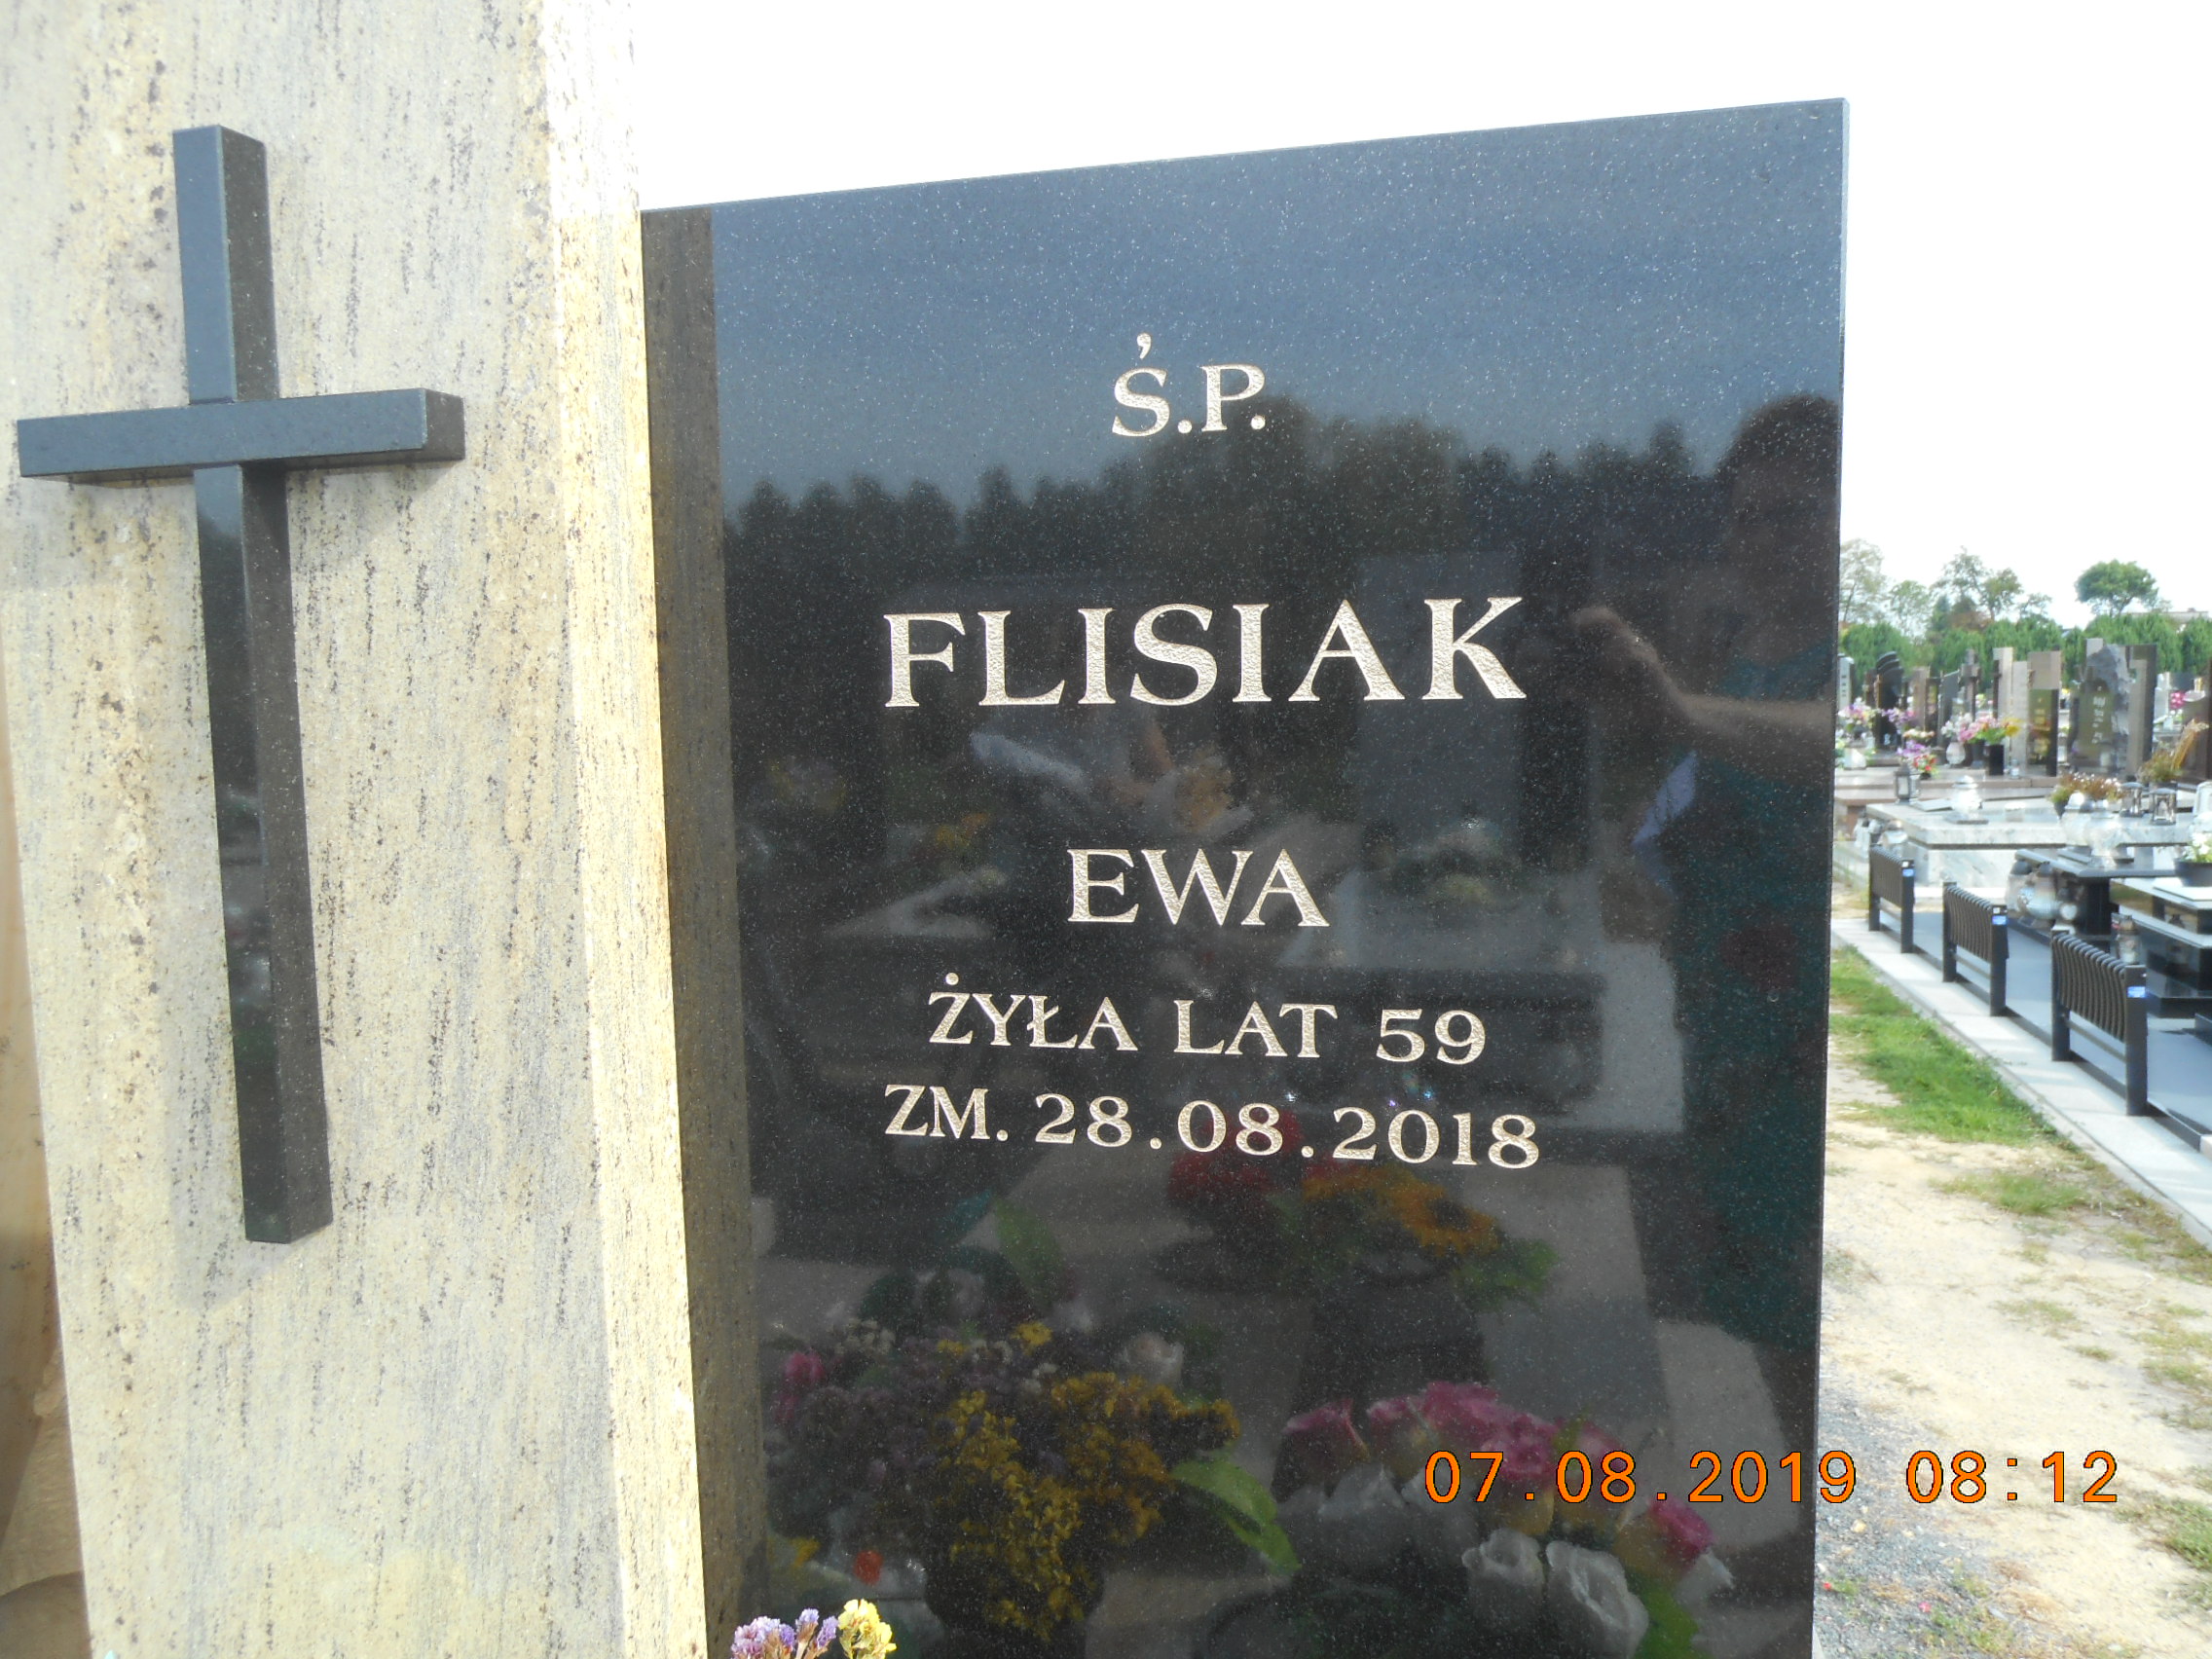 Ś.P.
FLISIAK
EWA
ŻYŁA LAT 59
ZM. 28.08.2018
07.08.2019 08:12